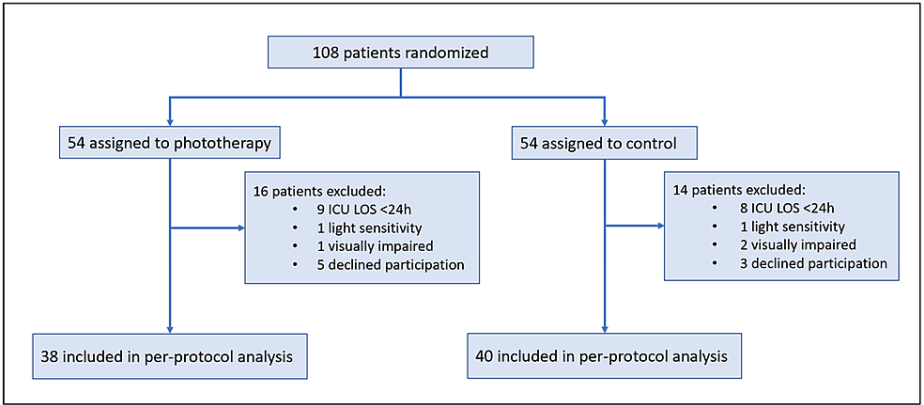 108 patients randomized
54 assigned to phototherapy
54 assigned to control
16 patients excluded:
• 9 ICU LOS <24h
• 1 light sensitivity
• 1 visually impaired
• 5 declined participation
14 patients excluded:
• 8 ICU LOS <24h
• 1 light sensitivity
• 2 visually impaired
• 3 declined participation
38 included in per-protocol analysis
40 included in per-protocol analysis